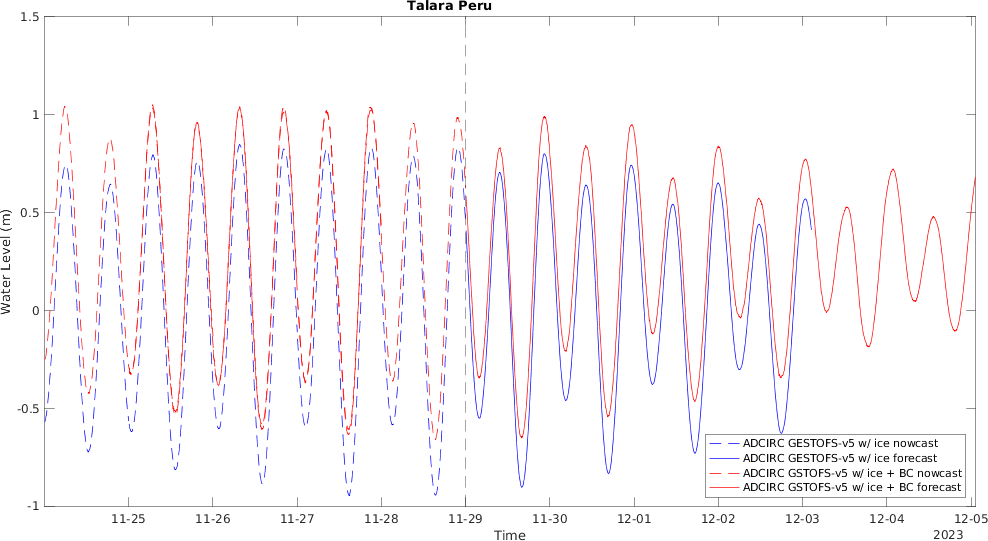 Talara Peru
1.5
1
0.5
0
-0.5
-1
Water Level (m)
ADCIRC GESTOFS-v5 w/ ice nowcast
ADCIRC GESTOFS-v5 w/ ice forecast
ADCIRC GSTOFS-v5 w/ ice + BC nowcast
ADCIRC GSTOFS-v5 w/ ice + BC forecast
11-25 11-26 11-27 11-28 11-29 11-30 12-01 12-02 12-03 12-04 12-05
Time
2023